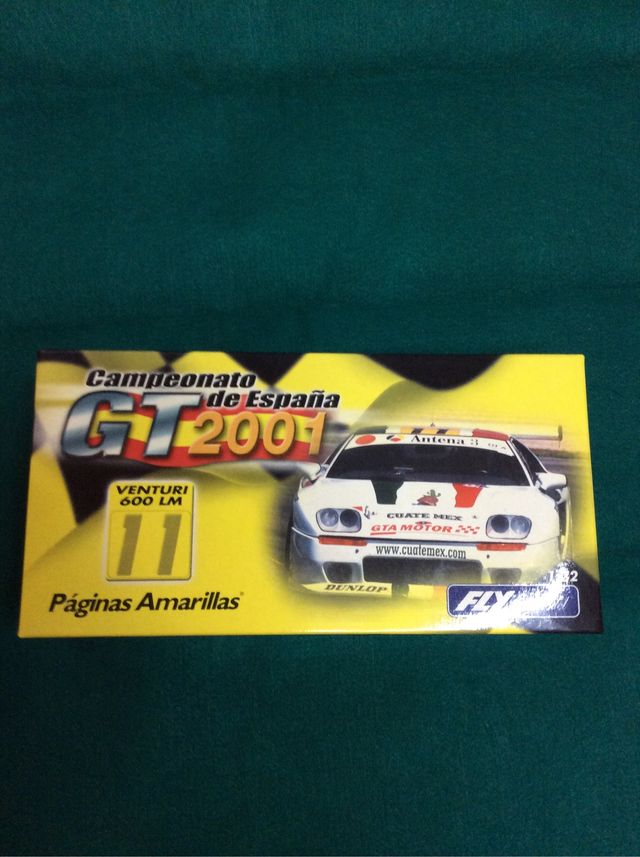 Campeonato
de España
GT 2001
VENTURI
600 LM
11
Páginas Amarillas
Antena 3
CUATE MEX
GTA MOTOR
www.cuatemex.com
DUNLOP
FLY